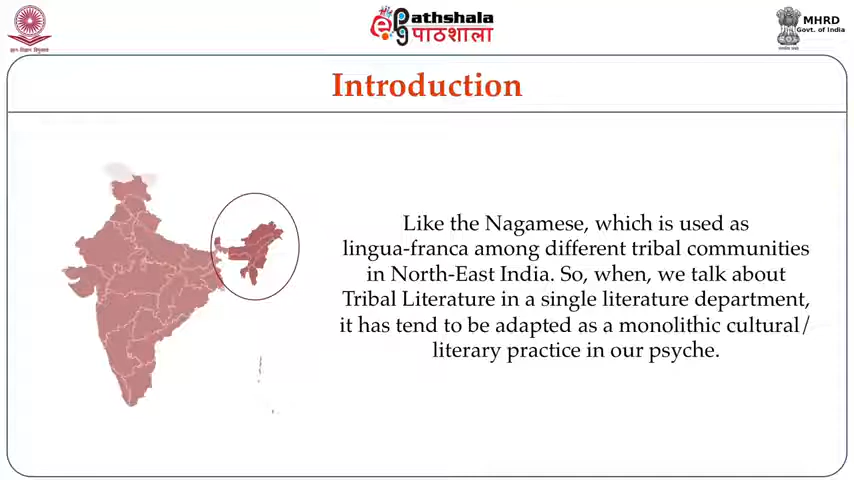 ePathshala
पाठशाला
MHRD
Govt. of India
Introduction
Like the Nagamese, which is used as
lingua-franca among different tribal communities
in North-East India. So, when, we talk about
Tribal Literature in a single literature department,
it has tend to be adapted as a monolithic cultural/
literary practice in our psyche.